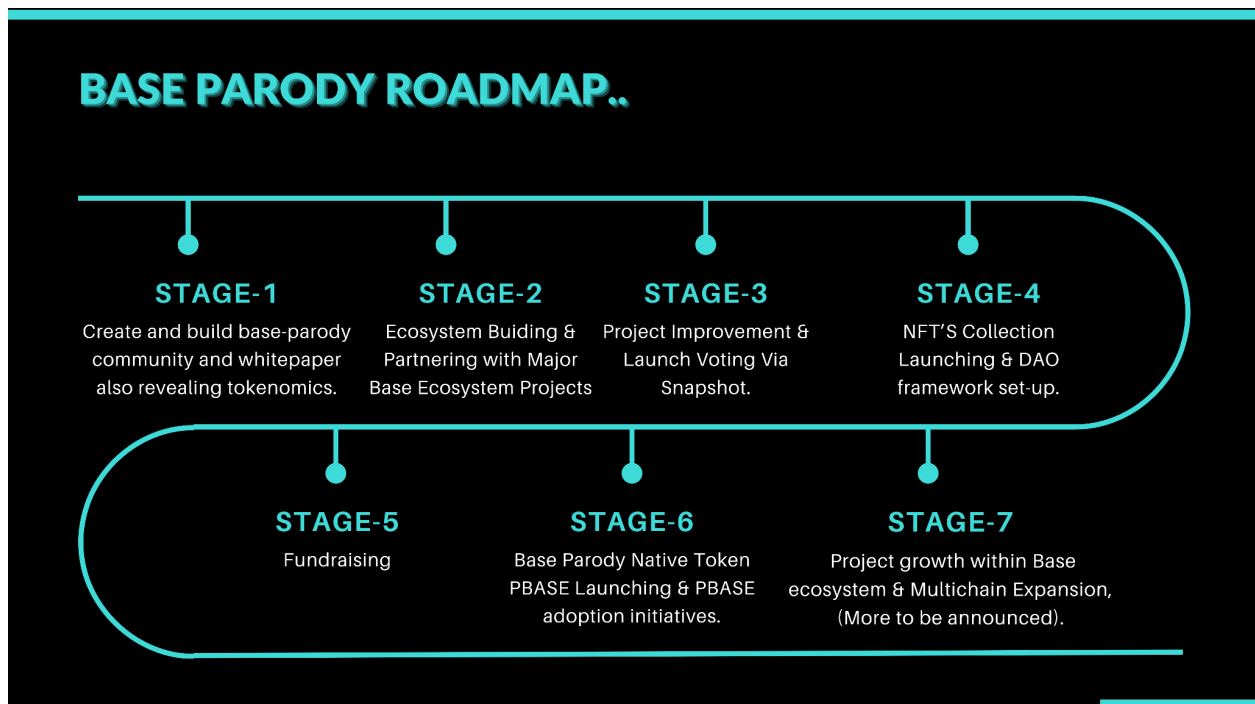 BASE PARODY ROADMAP..
STAGE-1
Create and build base-parody
community and whitepaper
also revealing tokenomics.
STAGE-2
Ecosystem Buiding &
Partnering with Major
Base Ecosystem Projects
STAGE-3
Project Improvement &
Launch Voting Via
Snapshot.
STAGE-4
NFT’S Collection
Launching & DAO
framework set-up.
STAGE-5
Fundraising
STAGE-6
Base Parody Native Token
PBASE Launching & PBASE
adoption initiatives.
STAGE-7
Project growth within Base
ecosystem & Multichain Expansion,
(More to be announced).